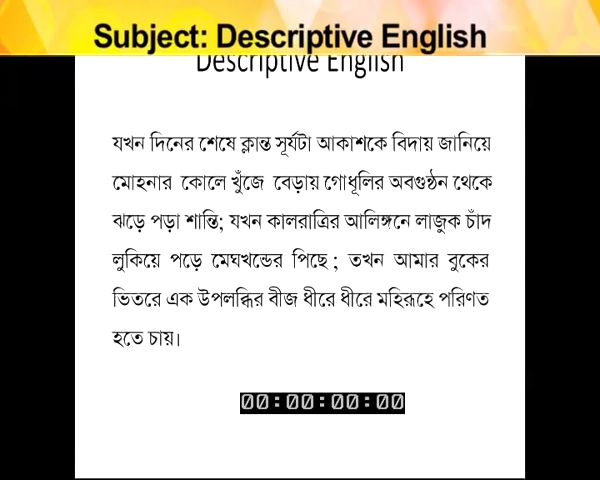 Subject: Descriptive English
Descriptive English
যখন দিনের শেষে ক্লান্ত সূর্যটা আকাশকে বিদায় জানিয়ে
মোহনার কোলে খুঁজে বেড়ায় গোধূলির অবগুন্ঠন থেকে
ঝড়ে পড়া শান্তি; যখন কালরাত্রির আলিঙ্গনে লাজুক চাঁদ
লুকিয়ে পড়ে মেঘখন্ডের পিছে ; তখন আমার বুকের
ভিতরে এক উপলব্ধির বীজ ধীরে ধীরে মহিরূহে পরিণত
হতে চায়।
00:00:00:00